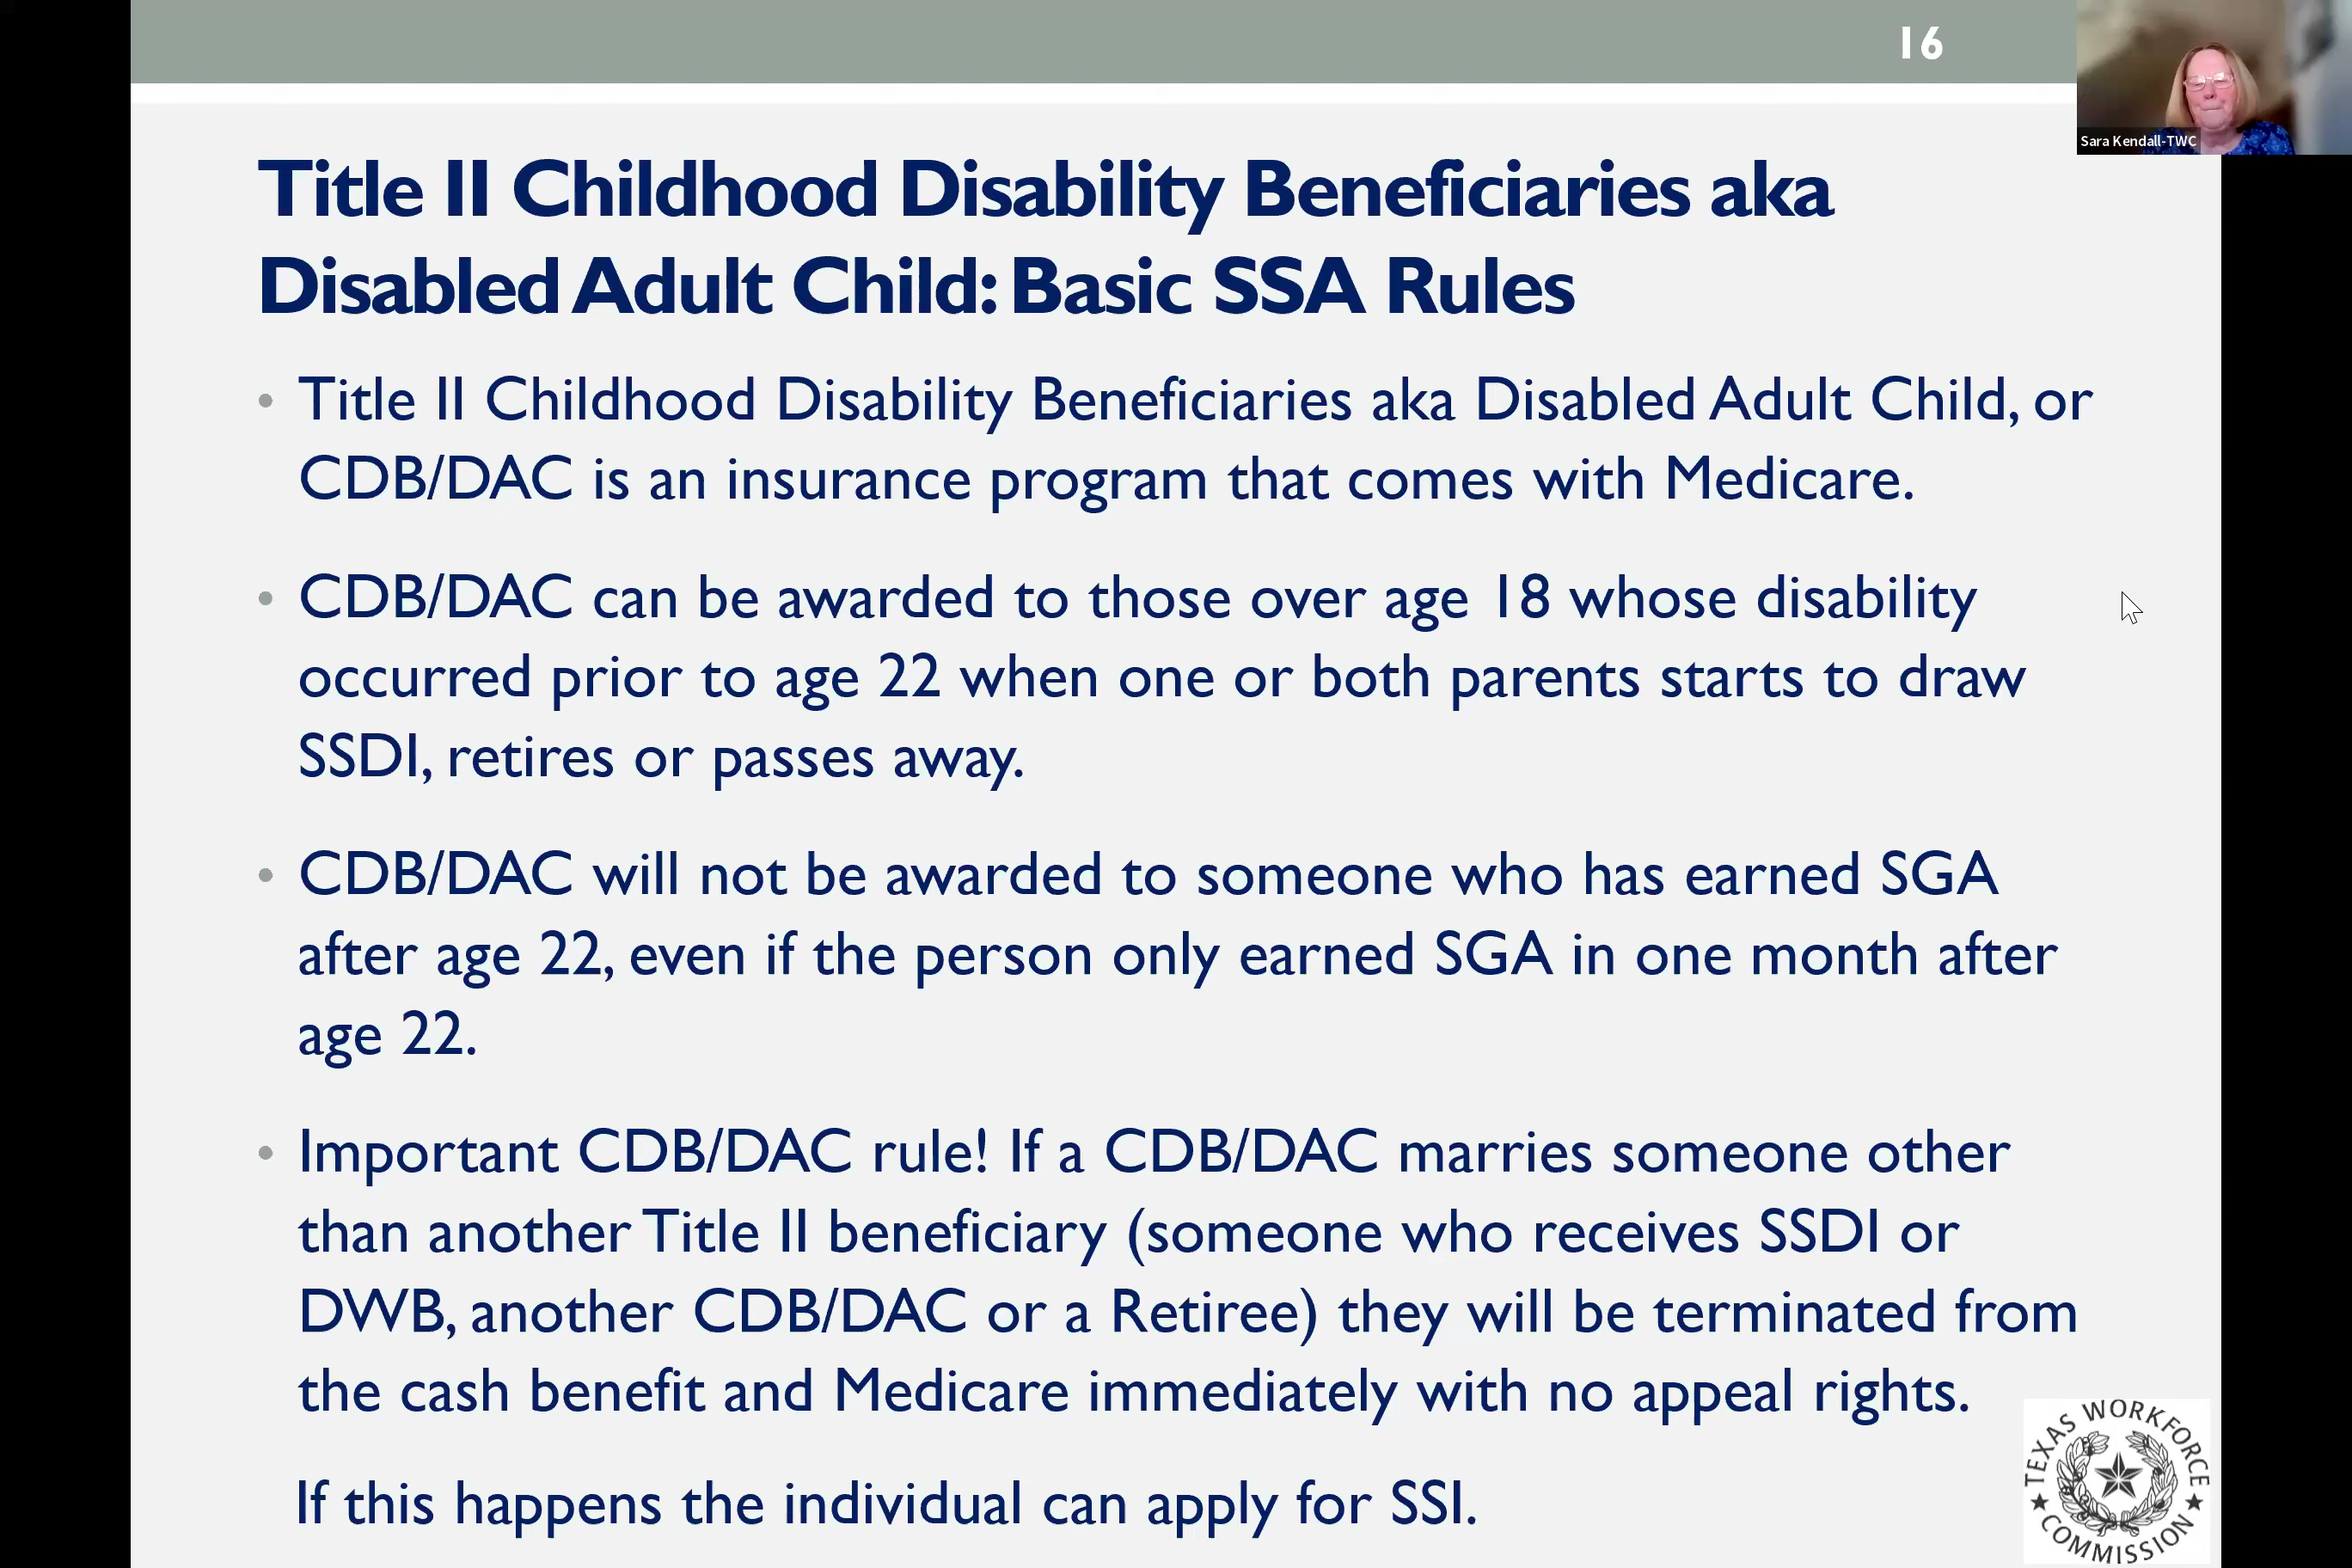 16
Sara Kendall-TWC
Title II Childhood Disability Beneficiaries aka
Disabled Adult Child: Basic SSA Rules
• Title II Childhood Disability Beneficiaries aka Disabled Adult Child, or
CDB/DAC is an insurance program that comes with Medicare.
• CDB/DAC can be awarded to those over age 18 whose disability
occurred prior to age 22 when one or both parents starts to draw
SSDI, retires or passes away.
• CDB/DAC will not be awarded to someone who has earned SGA
after age 22, even if the person only earned SGA in one month after
age 22.
• Important CDB/DAC rule! If a CDB/DAC marries someone other
than another Title II beneficiary (someone who receives SSDI or
DWB, another CDB/DAC or a Retiree) they will be terminated from
the cash benefit and Medicare immediately with no appeal rights.
If this happens the individual can apply for SSI.
TEXAS WORKFORCE
COMMISSION